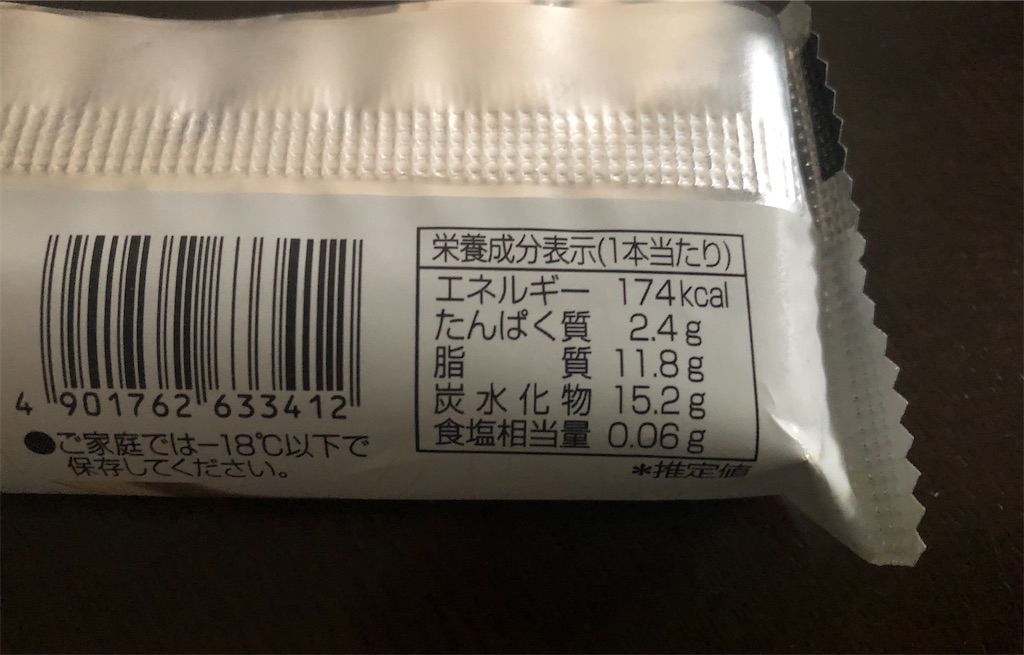 4 901762 633412
●ご家庭では−18℃以下で
保存してください。
栄養成分表示(1本当たり)
エネルギー 174kcal
たんぱく質 2.4g
脂質 11.8g
炭水化物 15.2g
食塩相当量 0.06g
*推定値